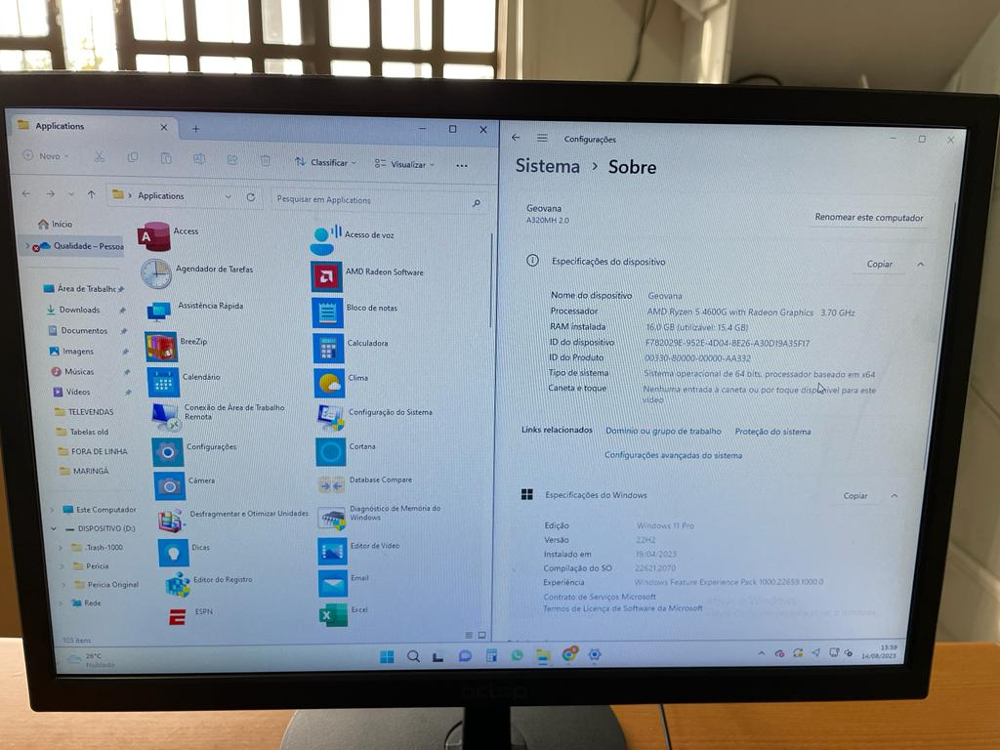 Applications
Novo
Classificar
Visualizar
Applications
Pesquisar em Applications
Início
Qualidade – Pessoa
Área de Trabalho
Downloads
Documentos
Imagens
Músicas
Vídeos
TELEVENDAS
Tabelas old
FORA DE LINHA
MARINGÁ
Este Computador
DISPOSITIVO (D:)
.Trash-1000
Pericia
Pericia Original
Rede
Access
Acesso de voz
Agendador de Tarefas
AMD Radeon Software
Assistência Rápida
Bloco de notas
BreeZip
Calculadora
Calendário
Clima
Conexão de Área de Trabalho
Remota
Configuração do Sistema
Configurações
Cortana
Câmera
Database Compare
Desfragmentar e Otimizar Unidades
Diagnóstico de Memória do
Windows
Dicas
Editor de Vídeo
Editor do Registro
Email
ESPN
Excel
103 itens
Configurações
Sistema > Sobre
Geovana
A320MH 2.0
Renomear este computador
Especificações do dispositivo
Copiar
Nome do dispositivo Geovana
Processador AMD Ryzen 5 4600G with Radeon Graphics 3.70 GHz
RAM instalada 16.0 GB (utilizável: 15.4 GB)
ID do dispositivo F782029E-952E-4D04-8E26-A30D19A35F17
ID do Produto 00330-80000-00000-AA332
Tipo de sistema Sistema operacional de 64 bits, processador baseado em x64
Caneta e toque Nenhuma entrada à caneta ou por toque disponível para este
vídeo
Links relacionados Domínio ou grupo de trabalho Proteção do sistema
Configurações avançadas do sistema
Especificações do Windows
Copiar
Edição Windows 11 Pro
Versão 22H2
Instalado em 19/04/2023
Compilação do SO 22621.2070
Experiência Windows Feature Experience Pack 1000.22659.1000.0
Contrato de Serviços Microsoft
Termos de Licença de Software da Microsoft
26°C
Nublado
15:59
14/08/2023